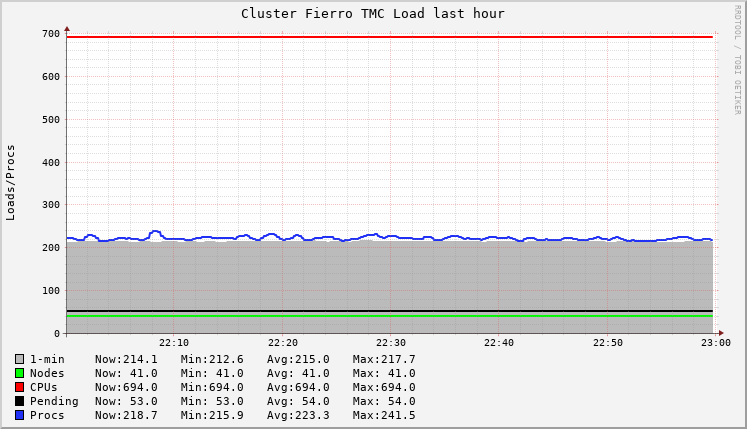 Cluster Fierro TMC Load last hour
RRDTOOL / TOBI OETIKER
Loads/Procs
700
600
500
400
300
200
100
0
22:10 22:20 22:30 22:40 22:50 23:00
1-min Now:214.1 Min:212.6 Avg:215.0 Max:217.7
Nodes Now: 41.0 Min: 41.0 Avg: 41.0 Max: 41.0
CPUs Now:694.0 Min:694.0 Avg:694.0 Max:694.0
Pending Now: 53.0 Min: 53.0 Avg: 54.0 Max: 54.0
Procs Now:218.7 Min:215.9 Avg:223.3 Max:241.5